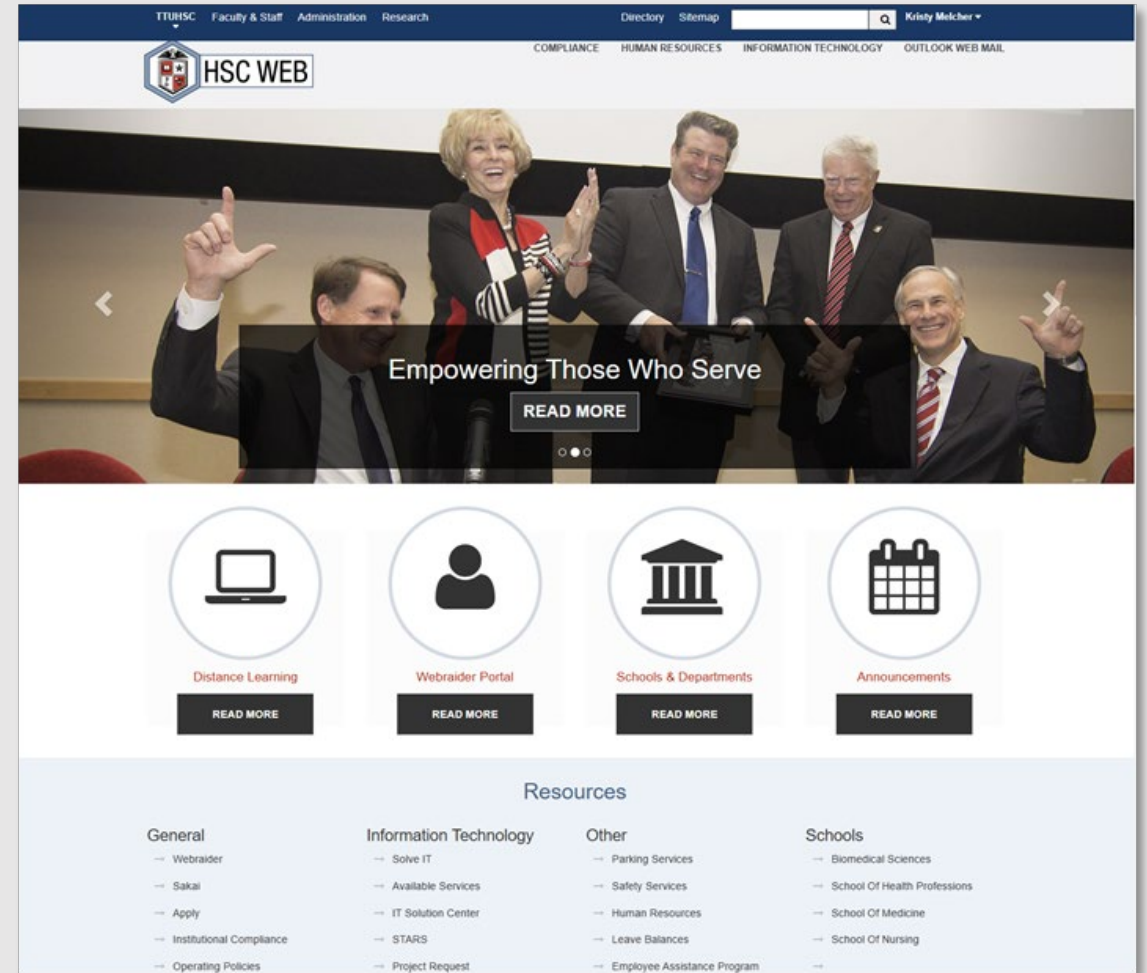 TTUHSC Faculty & Staff Administration Research Directory Sitemap Kristy Melcher
COMPLIANCE HUMAN RESOURCES INFORMATION TECHNOLOGY OUTLOOK WEB MAIL
HSC WEB
Empowering Those Who Serve
READ MORE
Distance Learning Webraider Portal Schools & Departments Announcements
READ MORE READ MORE READ MORE READ MORE
Resources
General Information Technology Other Schools
→ Webraider → Solve IT → Parking Services → Biomedical Sciences
→ Sakai → Available Services → Safety Services → School Of Health Professions
→ Apply → IT Solution Center → Human Resources → School Of Medicine
→ Institutional Compliance → STARS → Leave Balances → School Of Nursing
→ Operating Policies → Project Request → Employee Assistance Program →